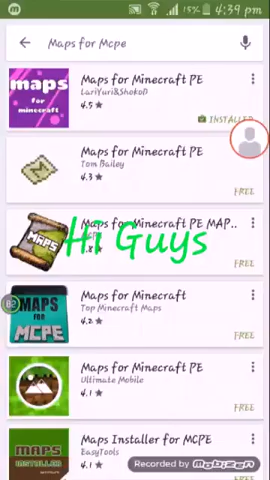 15% 4:39 pm
Maps for Mcpe
maps
for
minecraft
Maps for Minecraft PE
LariYuri&ShokoD
4.5★
INSTALLED
Maps for Minecraft PE
Tom Bailey
4.3★
FREE
MAPS
Maps for Minecraft PE MAP..
Hi Guys
FREE
82
MAPS
FOR
MCPE
Maps for Minecraft
Top Minecraft Maps
4.2★
FREE
Maps for Minecraft PE
Ultimate Mobile
4.1★
FREE
MAPS
INSTALLER
Maps Installer for MCPE
EasyTools
4.1★
Recorded by MOBIZEN